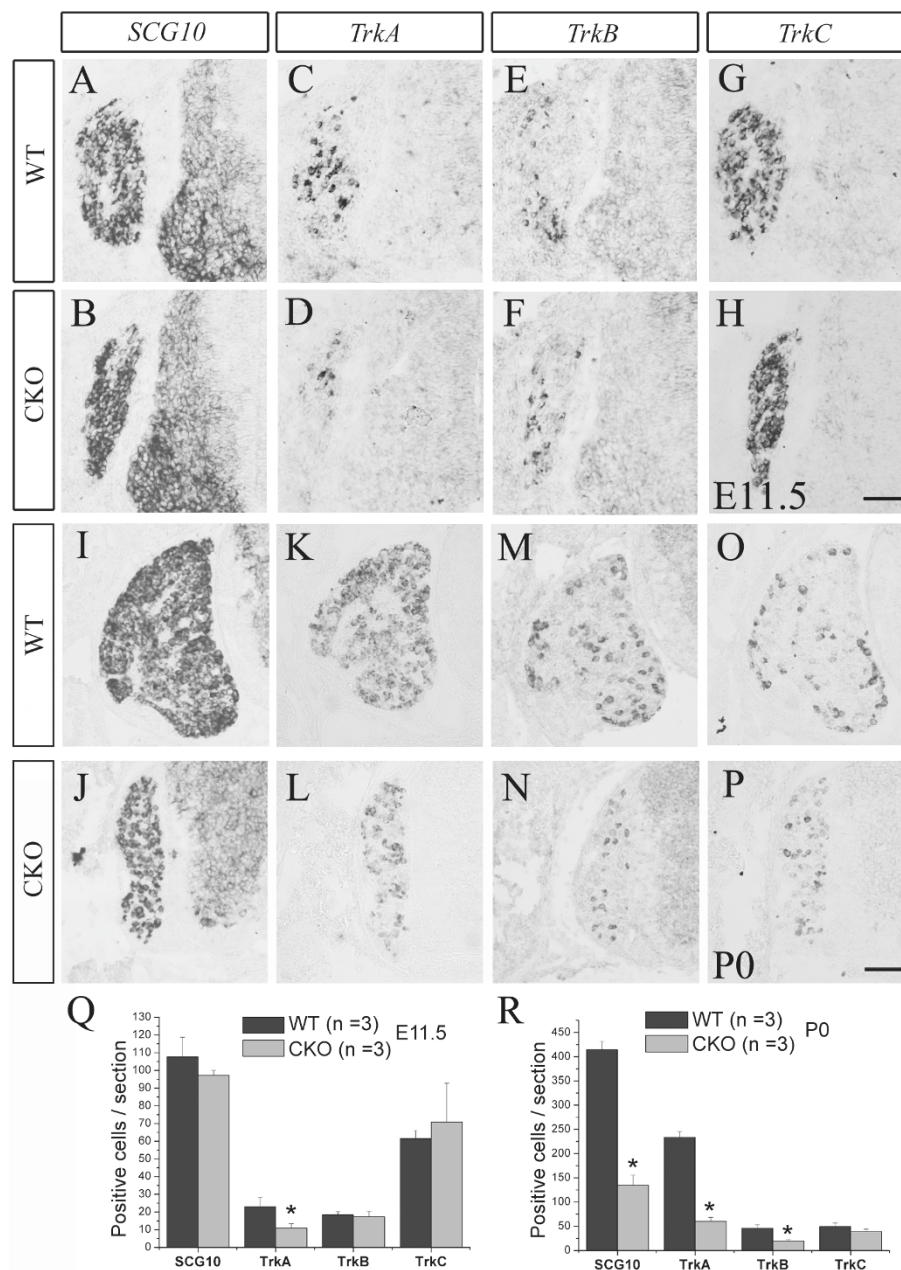 SCG10 TrkA TrkB TrkC
WT
A C E G
CKO
B D F H
E11.5
WT
I K M O
CKO
J L N P
P0
Q
WT (n =3) E11.5
CKO (n =3)
Positive cells / section
130
120
110
100
90
80
70
60
50
40
30
20
10
0
*
SCG10 TrkA TrkB TrkC
R
WT (n =3) P0
CKO (n =3)
Positive cells / section
450
400
350
300
250
200
150
100
50
0
* * *
SCG10 TrkA TrkB TrkC